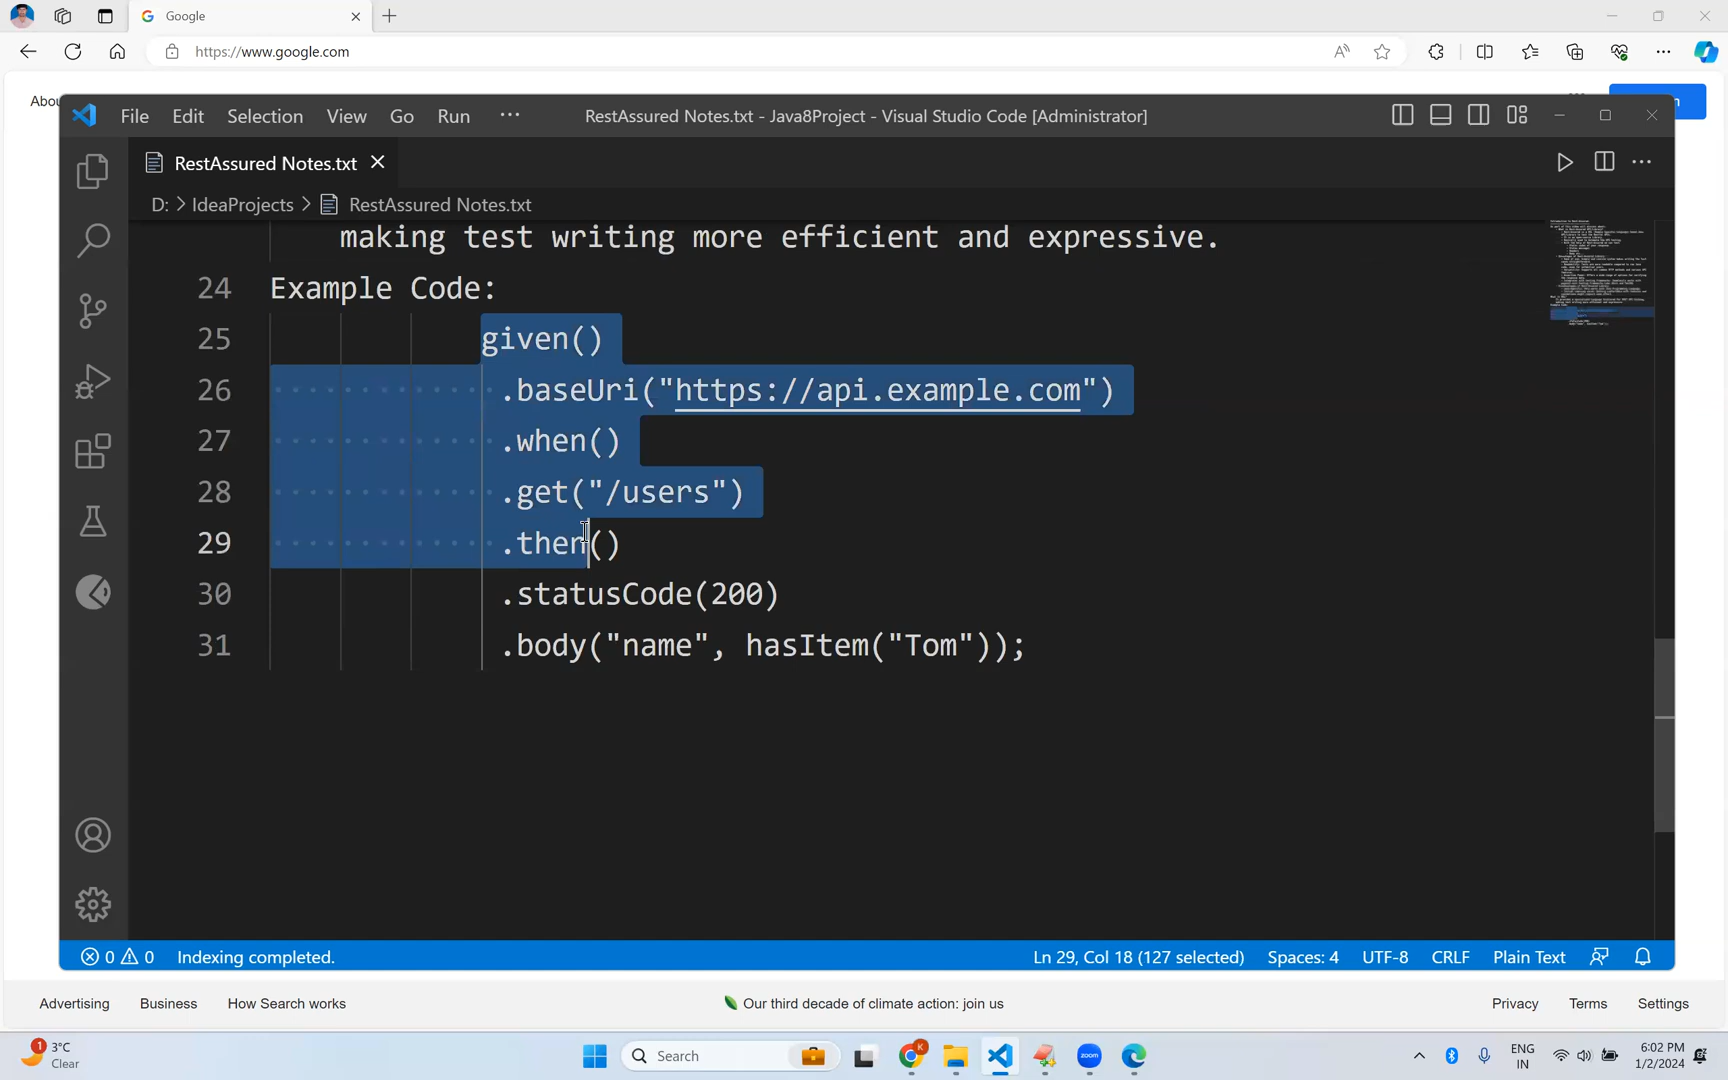 Google
https://www.google.com
Abou
File Edit Selection View Go Run ··· RestAssured Notes.txt - Java8Project - Visual Studio Code [Administrator]
RestAssured Notes.txt
D: > IdeaProjects > RestAssured Notes.txt
making test writing more efficient and expressive.
24 Example Code:
25 given()
26 .baseUri("https://api.example.com")
27 .when()
28 .get("/users")
29 .then()
30 .statusCode(200)
31 .body("name", hasItem("Tom"));
0 0 Indexing completed. Ln 29, Col 18 (127 selected) Spaces: 4 UTF-8 CRLF Plain Text
Advertising Business How Search works Our third decade of climate action: join us Privacy Terms Settings
1 3°C
Clear
Search
K
zoom
ENG
IN
6:02 PM
1/2/2024